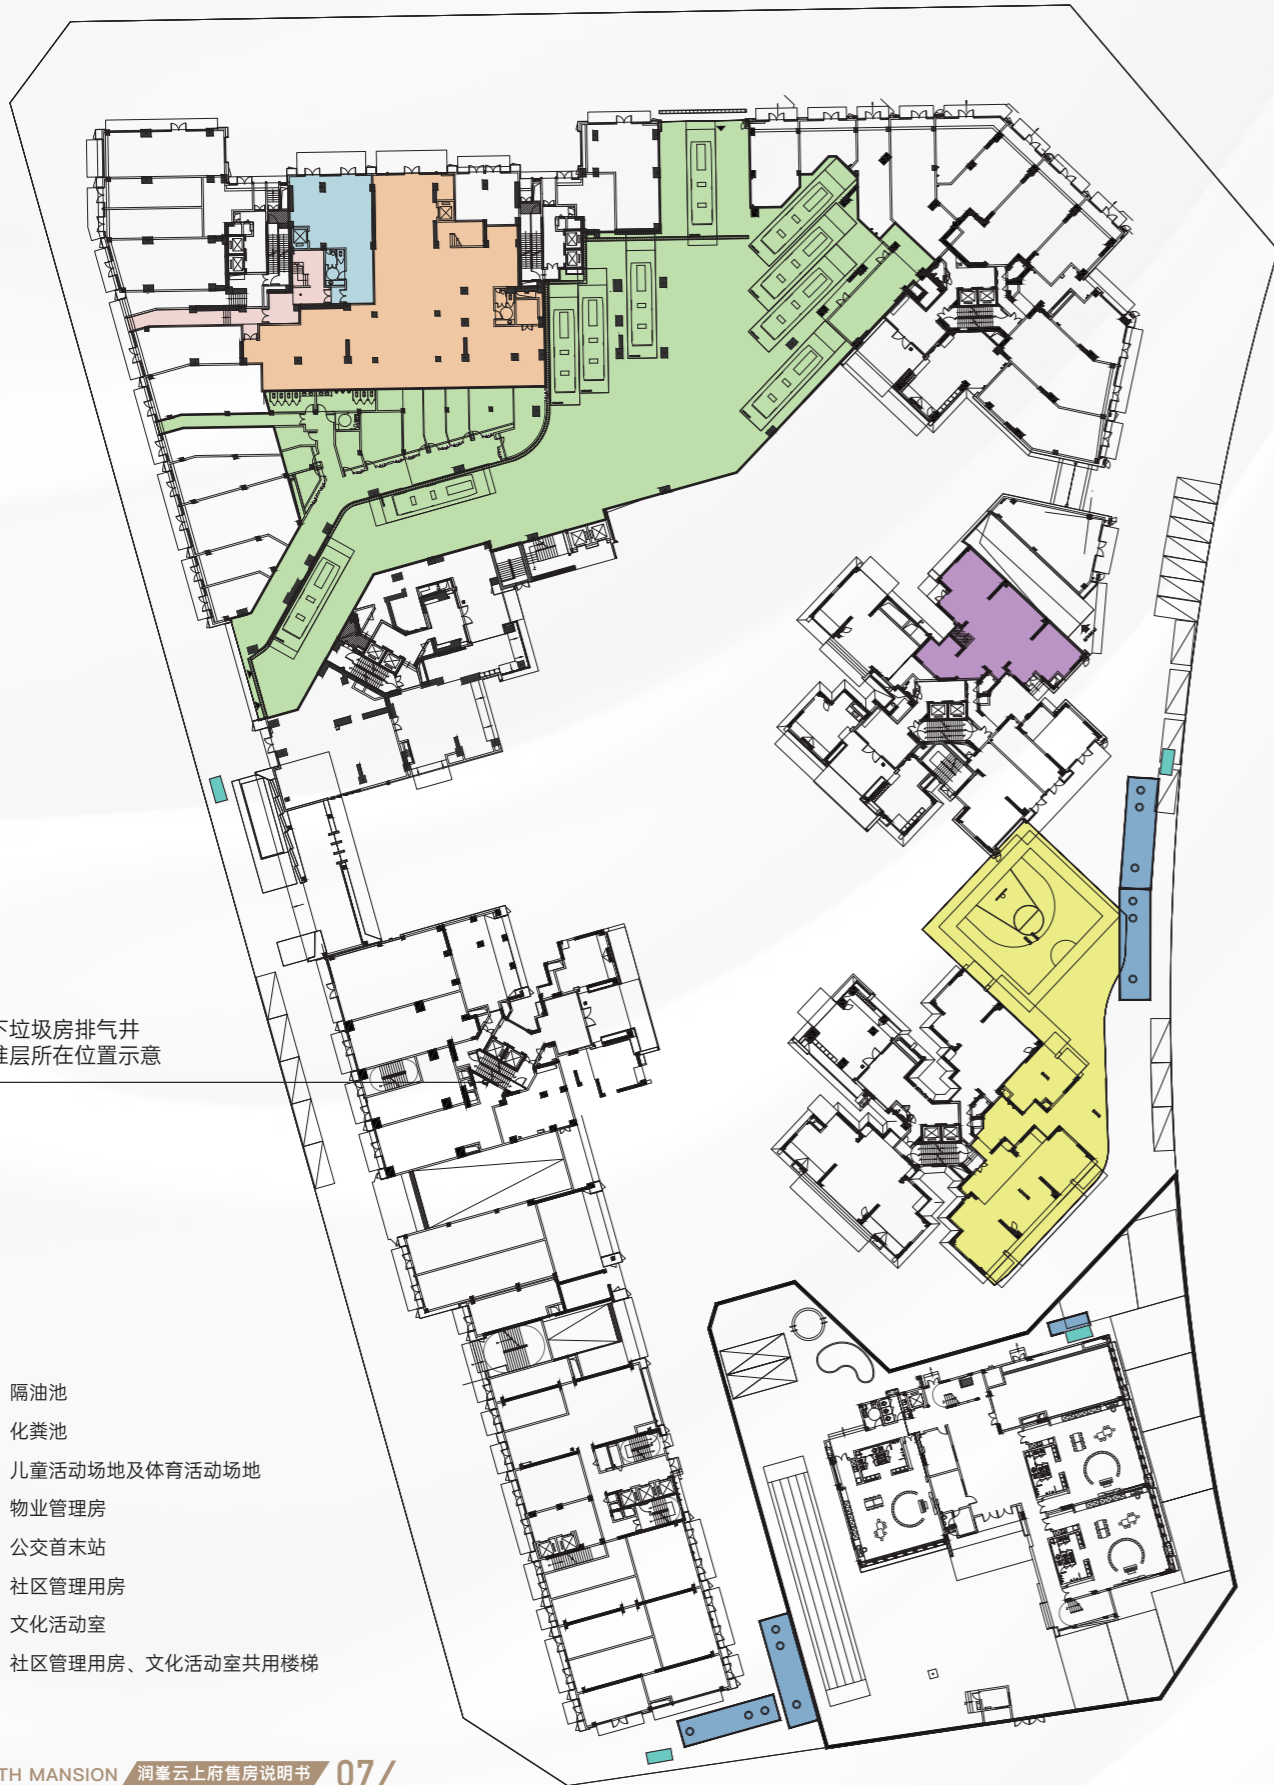 下垃圾房排气井
准层所在位置示意
隔油池
化粪池
儿童活动场地及体育活动场地
物业管理房
公交首末站
社区管理用房
文化活动室
社区管理用房、文化活动室共用楼梯
TH MANSION 润峯云上府售房说明书 07/